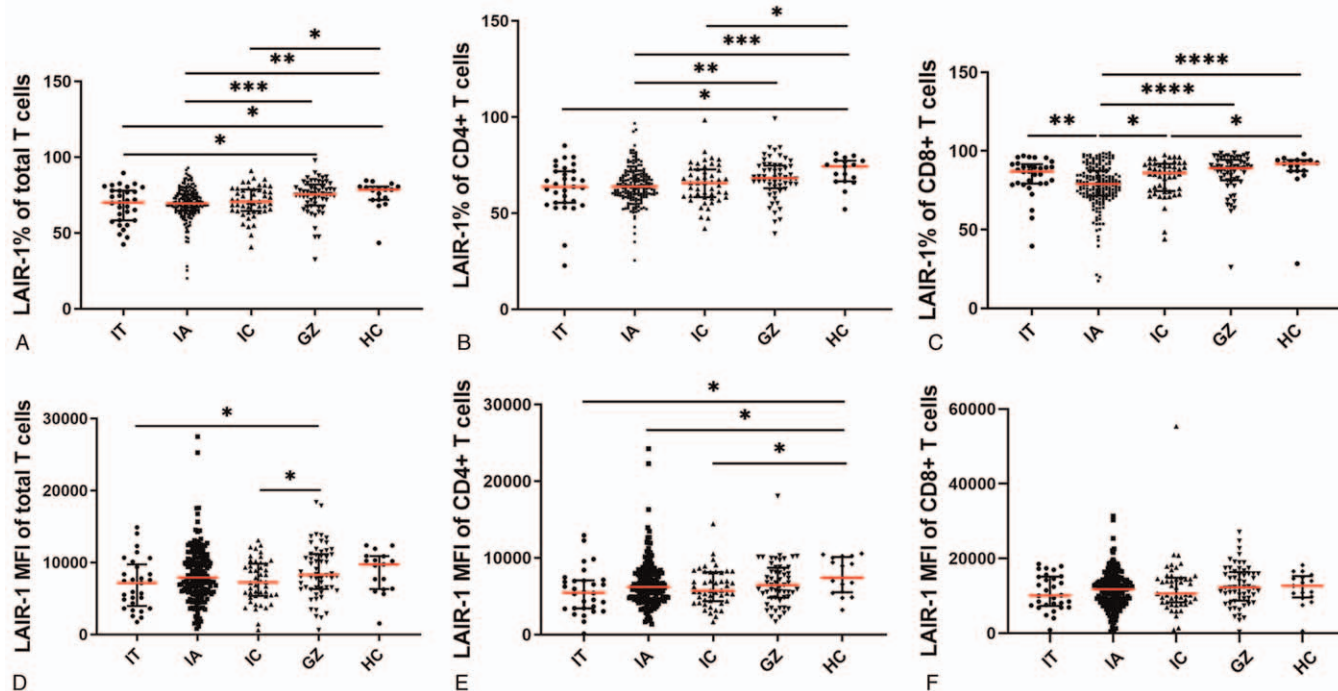 LAIR-1% of total T cells
150
100
50
0
*
**
***
*
*
IT IA IC GZ HC
A
LAIR-1% of CD4+ T cells
150
100
50
0
*
***
**
*
IT IA IC GZ HC
B
LAIR-1% of CD8+ T cells
150
100
50
0
****
****
** * *
IT IA IC GZ HC
C
LAIR-1 MFI of total T cells
30000
20000
10000
0
*
*
IT IA IC GZ HC
D
LAIR-1 MFI of CD4+ T cells
30000
20000
10000
0
*
*
*
IT IA IC GZ HC
E
LAIR-1 MFI of CD8+ T cells
60000
40000
20000
0
IT IA IC GZ HC
F